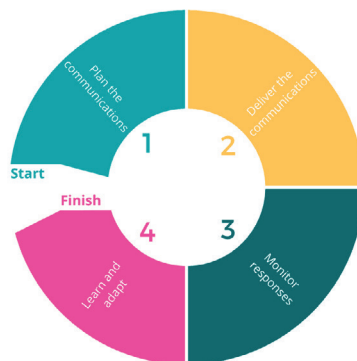 Plan the
communications
1
Deliver the
communications
2
Start
Finish
4
3
Learn and
adapt
Monitor
responses